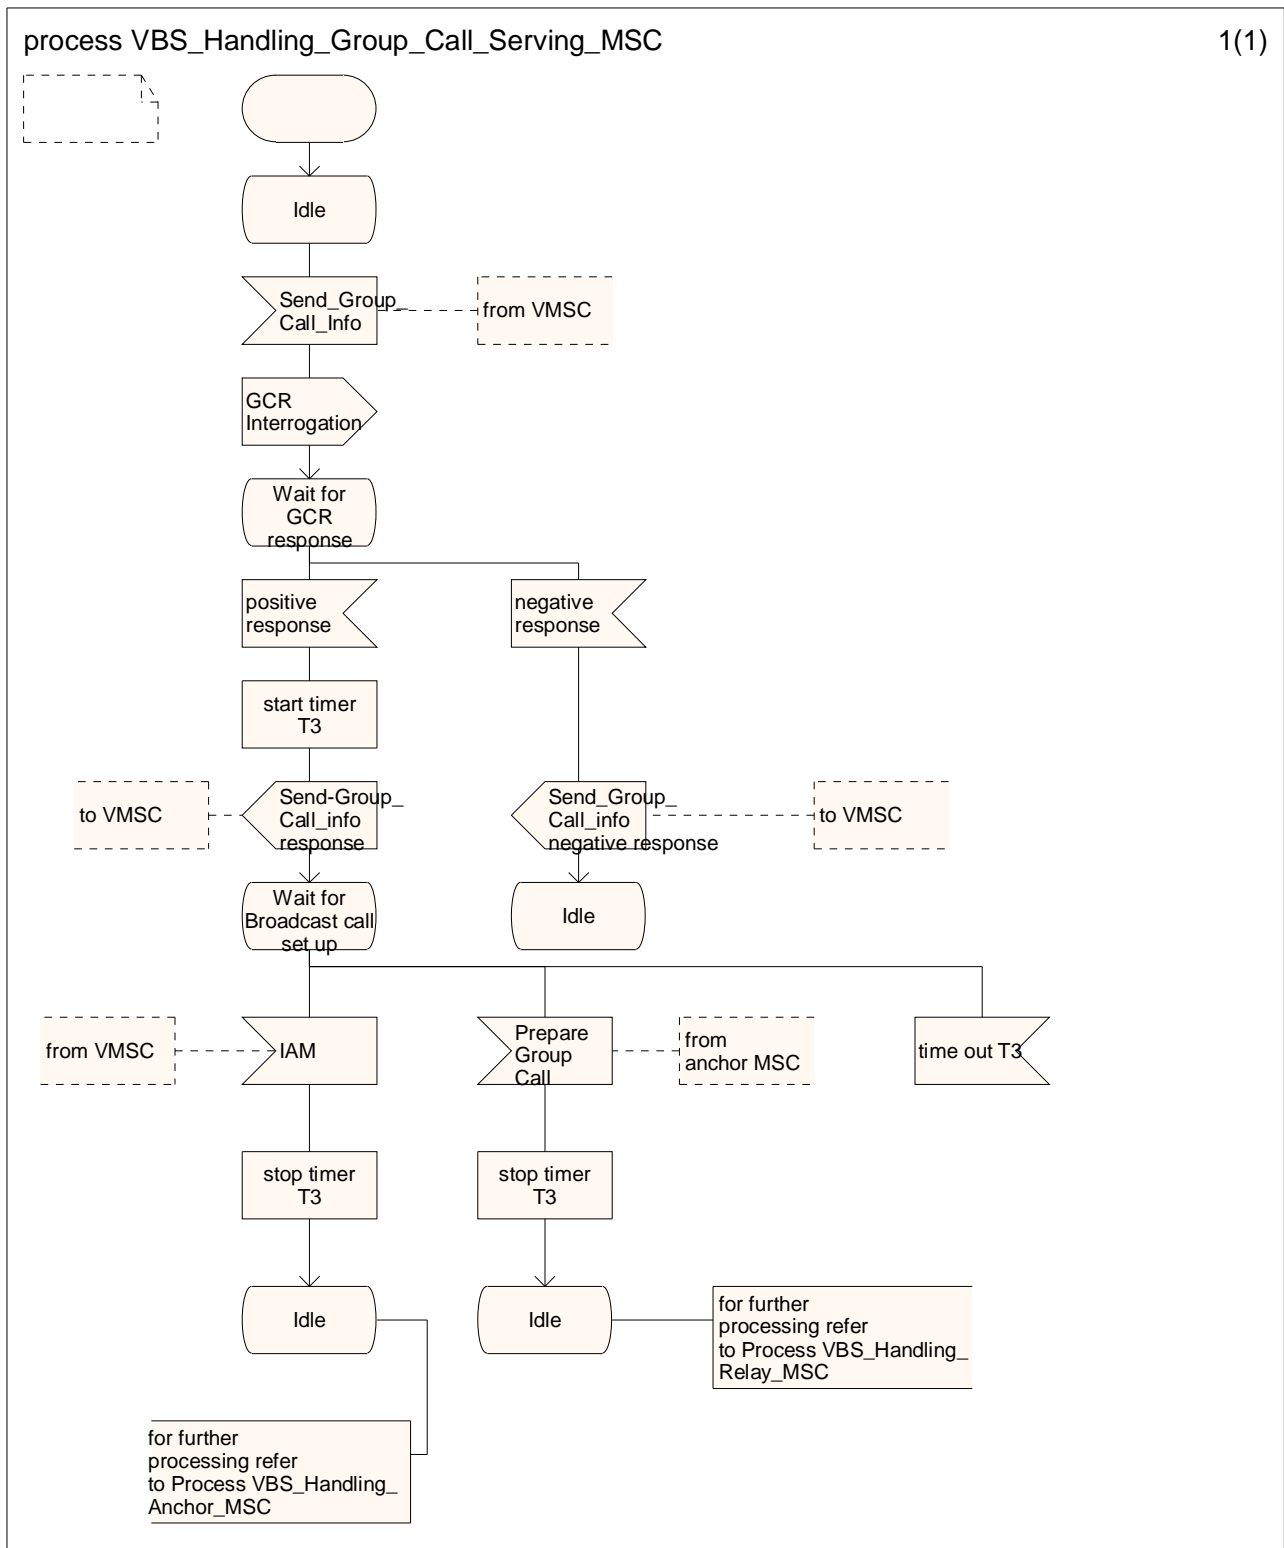 process VBS_Handling_Group_Call_Serving_MSC
1(1)
Idle
Send_Group_
Call_Info
from VMSC
GCR
Interrogation
Wait for
GCR
response
positive
response
negative
response
start timer
T3
to VMSC
Send-Group_
Call_info
response
Send_Group_
Call_info
negative response
to VMSC
Wait for
Broadcast call
set up
Idle
from VMSC
IAM
Prepare
Group
Call
from
anchor MSC
time out T3
stop timer
T3
stop timer
T3
Idle
Idle
for further
processing refer
to Process VBS_Handling_
Relay_MSC
for further
processing refer
to Process VBS_Handling_
Anchor_MSC